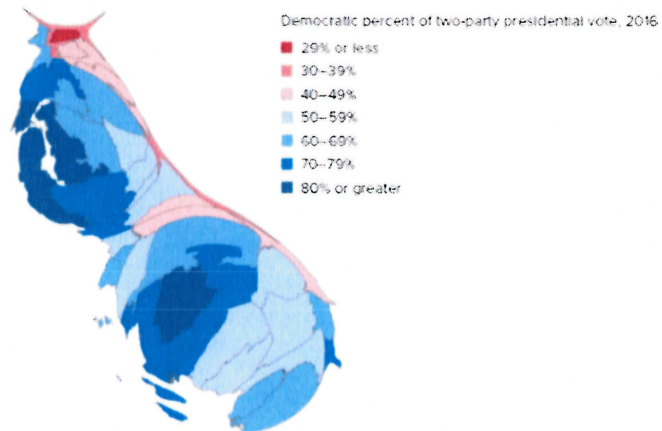 Democratic percent of two-party presidential vote, 2016
29% or less
30–39%
40–49%
50–59%
60–69%
70–79%
80% or greater